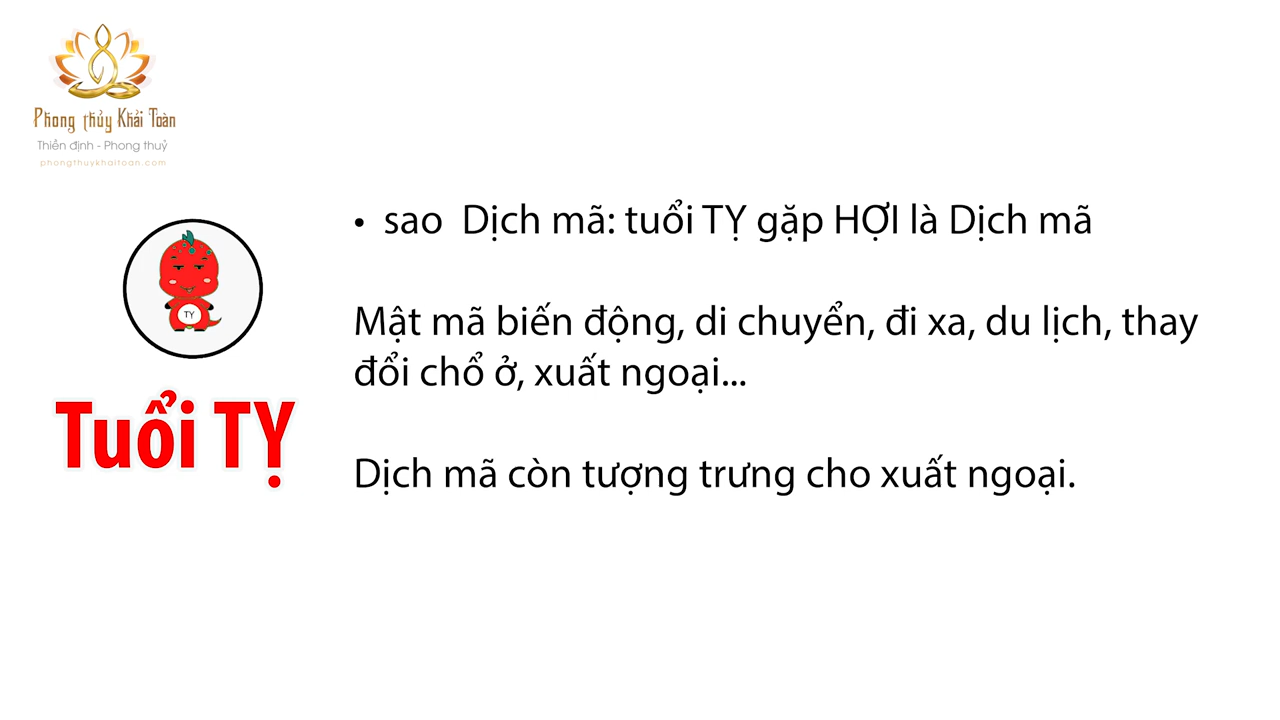 Phong thủy Khải Toàn
Thiền định - Phong thuỷ
phongthuykhaitoan.com
• sao Dịch mã: tuổi TỴ gặp HỢI là Dịch mã
Mật mã biến động, di chuyển, đi xa, du lịch, thay
đổi chổ ở, xuất ngoại...
TY
Tuổi TỴ
Dịch mã còn tượng trưng cho xuất ngoại.